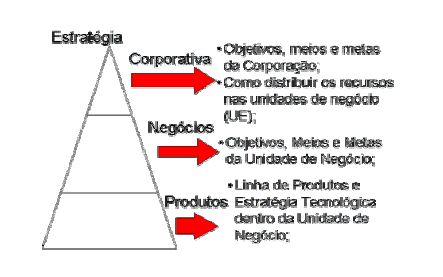 Estratégia
Corporativa
• Objetivos, meios e metas
da Corporação;
• Como distribuir os recursos
nas unidades de negócio
(UE);
Negócios
• Objetivos, Meios e Metas
da Unidade de Negócio;
Produtos
• Linha de Produtos e
Estratégia Tecnológica
dentro da Unidade de
Negócio;